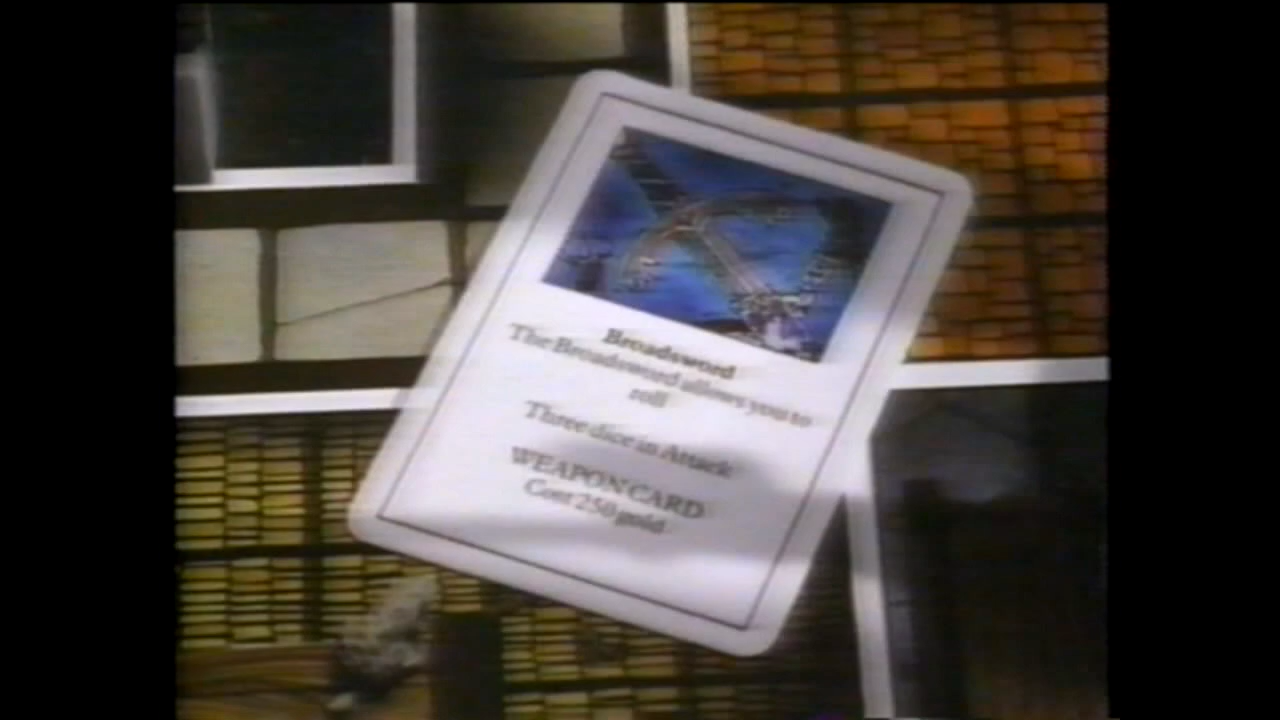 Broadsword
The Broadsword allows you to
roll
Three dice in Attack
WEAPON CARD
Cost 250 gold